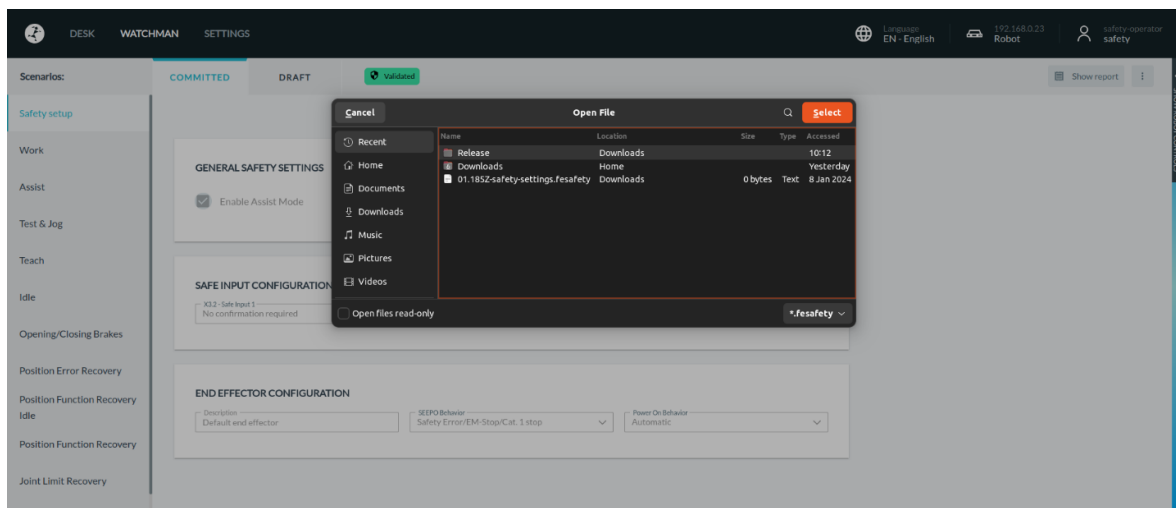 DESK WATCHMAN SETTINGS
Language
EN - English
192.168.0.23
Robot
safety-operator
safety
Scenarios:
COMMITTED DRAFT Validated
Show report
Safety setup
Work
Assist
Test & Jog
Teach
Idle
Opening/Closing Brakes
Position Error Recovery
Position Function Recovery
Idle
Position Function Recovery
Joint Limit Recovery
GENERAL SAFETY SETTINGS
Enable Assist Mode
SAFE INPUT CONFIGURATION
X3.2 - Safe Input 1
No confirmation required
END EFFECTOR CONFIGURATION
Description
Default end effector
SEEPO Behavior
Safety Error/EM-Stop/Cat. 1 stop
Power On Behavior
Automatic
Cancel Open File Select
Recent
Home
Documents
Downloads
Music
Pictures
Videos
Name Location Size Type Accessed
Release Downloads 10:12
Downloads Home Yesterday
01.185Z-safety-settings.fesafety Downloads 0 bytes Text 8 Jan 2024
Open files read-only
*.fesafety